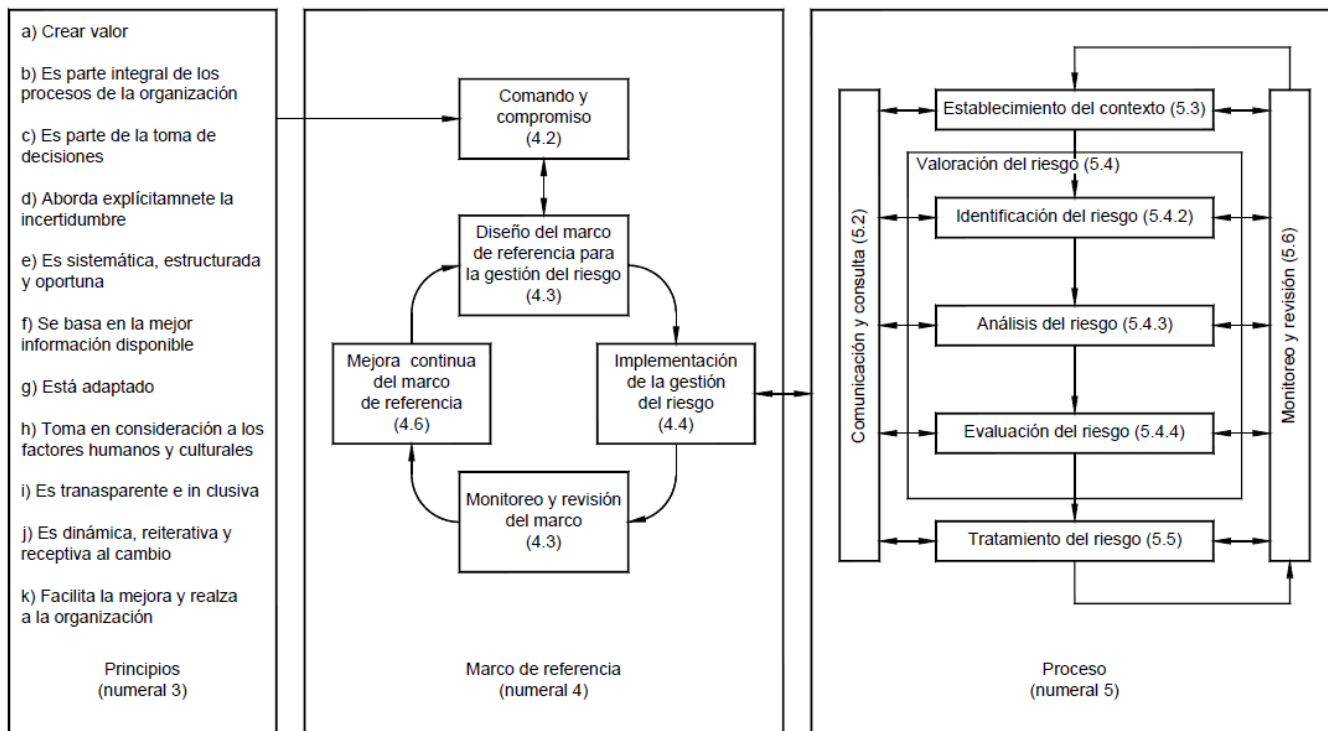 a) Crear valor
b) Es parte integral de los
procesos de la organización
c) Es parte de la toma de
decisiones
d) Aborda explícitamnete la
incertidumbre
e) Es sistemática, estructurada
y oportuna
f) Se basa en la mejor
información disponible
g) Está adaptado
h) Toma en consideración a los
factores humanos y culturales
i) Es tranasparente e in clusiva
j) Es dinámica, reiterativa y
receptiva al cambio
k) Facilita la mejora y realza
a la organización
Principios
(numeral 3)
Comando y
compromiso
(4.2)
Diseño del marco
de referencia para
la gestión del riesgo
(4.3)
Mejora continua
del marco
de referencia
(4.6)
Implementación
de la gestión
del riesgo
(4.4)
Monitoreo y revisión
del marco
(4.3)
Marco de referencia
(numeral 4)
Comunicación y consulta (5.2)
Establecimiento del contexto (5.3)
Valoración del riesgo (5.4)
Identificación del riesgo (5.4.2)
Análisis del riesgo (5.4.3)
Evaluación del riesgo (5.4.4)
Tratamiento del riesgo (5.5)
Monitoreo y revisión (5.6)
Proceso
(numeral 5)